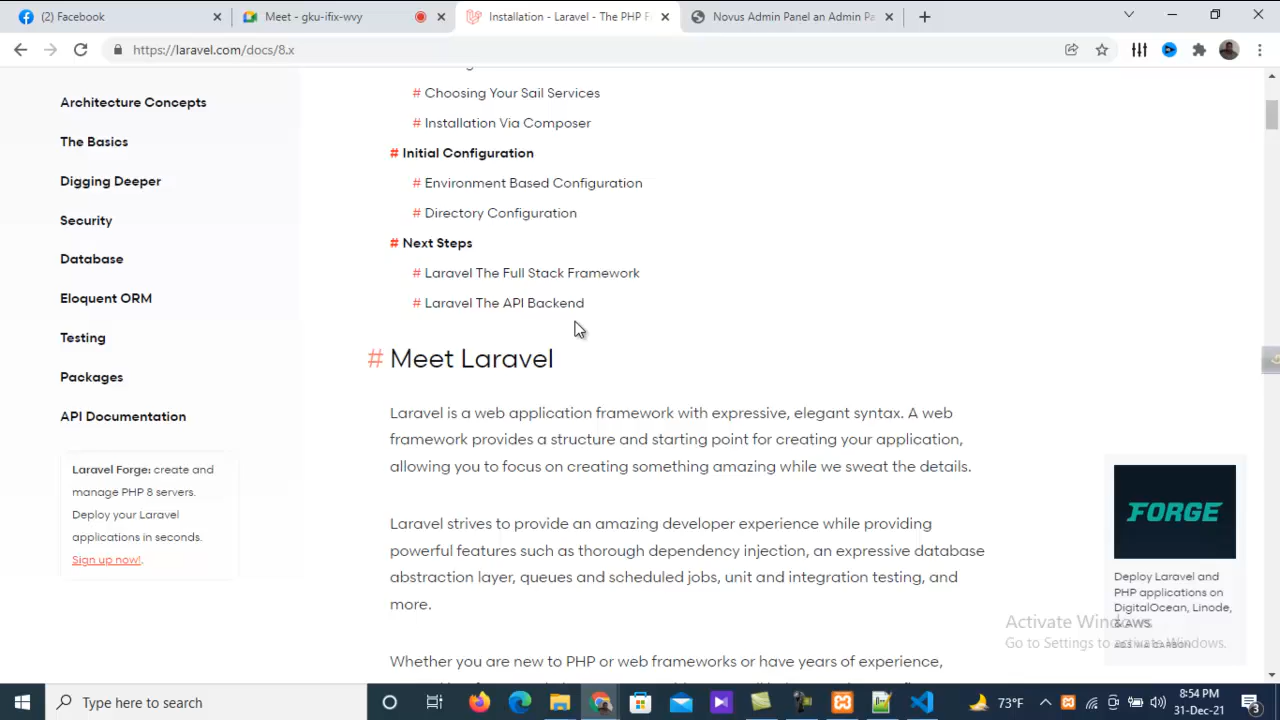 (2) Facebook
Meet - gku-ifix-wvy
Installation - Laravel - The PHP F
Novus Admin Panel an Admin Pa
https://laravel.com/docs/8.x
Architecture Concepts
The Basics
Digging Deeper
Security
Database
Eloquent ORM
Testing
Packages
API Documentation
Laravel Forge: create and
manage PHP 8 servers.
Deploy your Laravel
applications in seconds.
Sign up now!.
# Choosing Your Sail Services
# Installation Via Composer
# Initial Configuration
# Environment Based Configuration
# Directory Configuration
# Next Steps
# Laravel The Full Stack Framework
# Laravel The API Backend
# Meet Laravel
Laravel is a web application framework with expressive, elegant syntax. A web
framework provides a structure and starting point for creating your application,
allowing you to focus on creating something amazing while we sweat the details.
Laravel strives to provide an amazing developer experience while providing
powerful features such as thorough dependency injection, an expressive database
abstraction layer, queues and scheduled jobs, unit and integration testing, and
more.
Whether you are new to PHP or web frameworks or have years of experience,
FORGE
Deploy Laravel and
PHP applications on
DigitalOcean, Linode,
& AWS.
ADS VIA CARBON
Activate Windows
Go to Settings to activate Windows.
Type here to search
73°F
8:54 PM
31-Dec-21
3